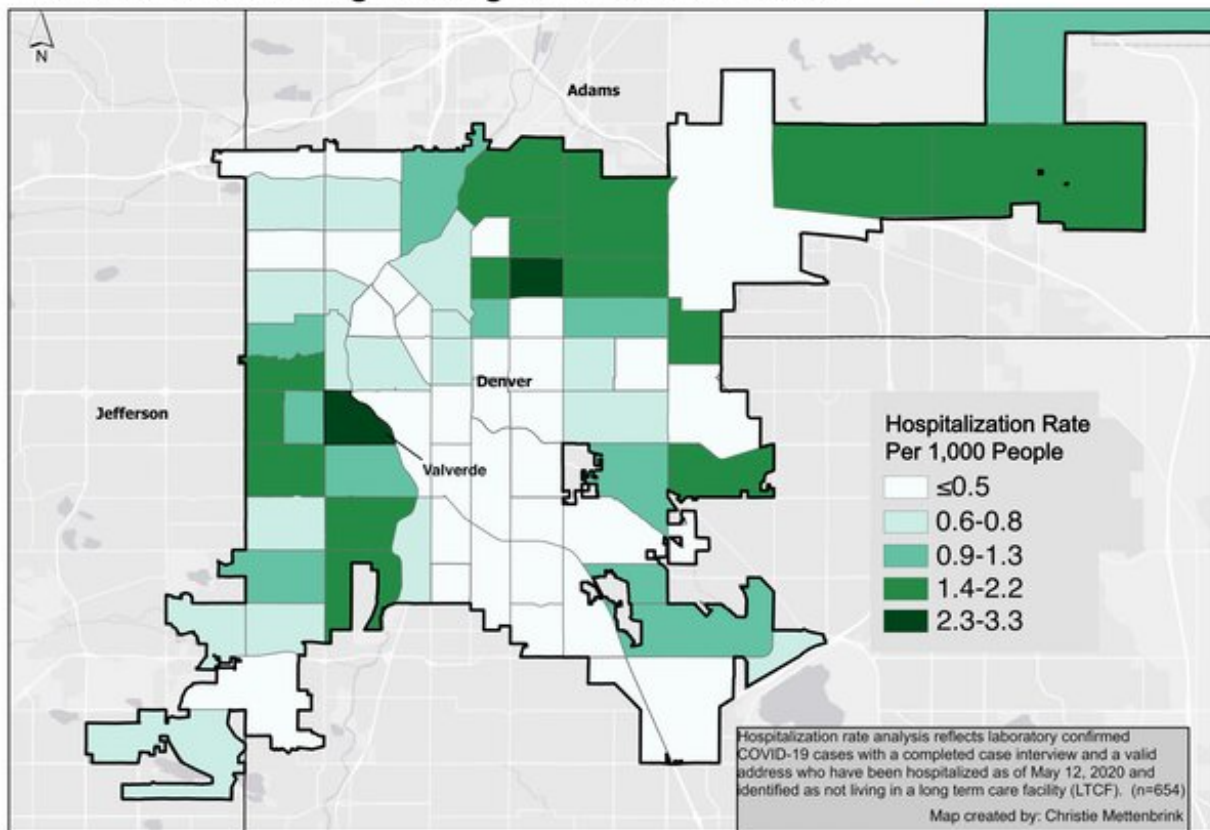 N
Adams
Denver
Jefferson
Valverde
Hospitalization Rate
Per 1,000 People
≤0.5
0.6-0.8
0.9-1.3
1.4-2.2
2.3-3.3
Hospitalization rate analysis reflects laboratory confirmed
COVID-19 cases with a completed case interview and a valid
address who have been hospitalized as of May 12, 2020 and
identified as not living in a long term care facility (LTCF). (n=654)
Map created by: Christie Mettenbrink